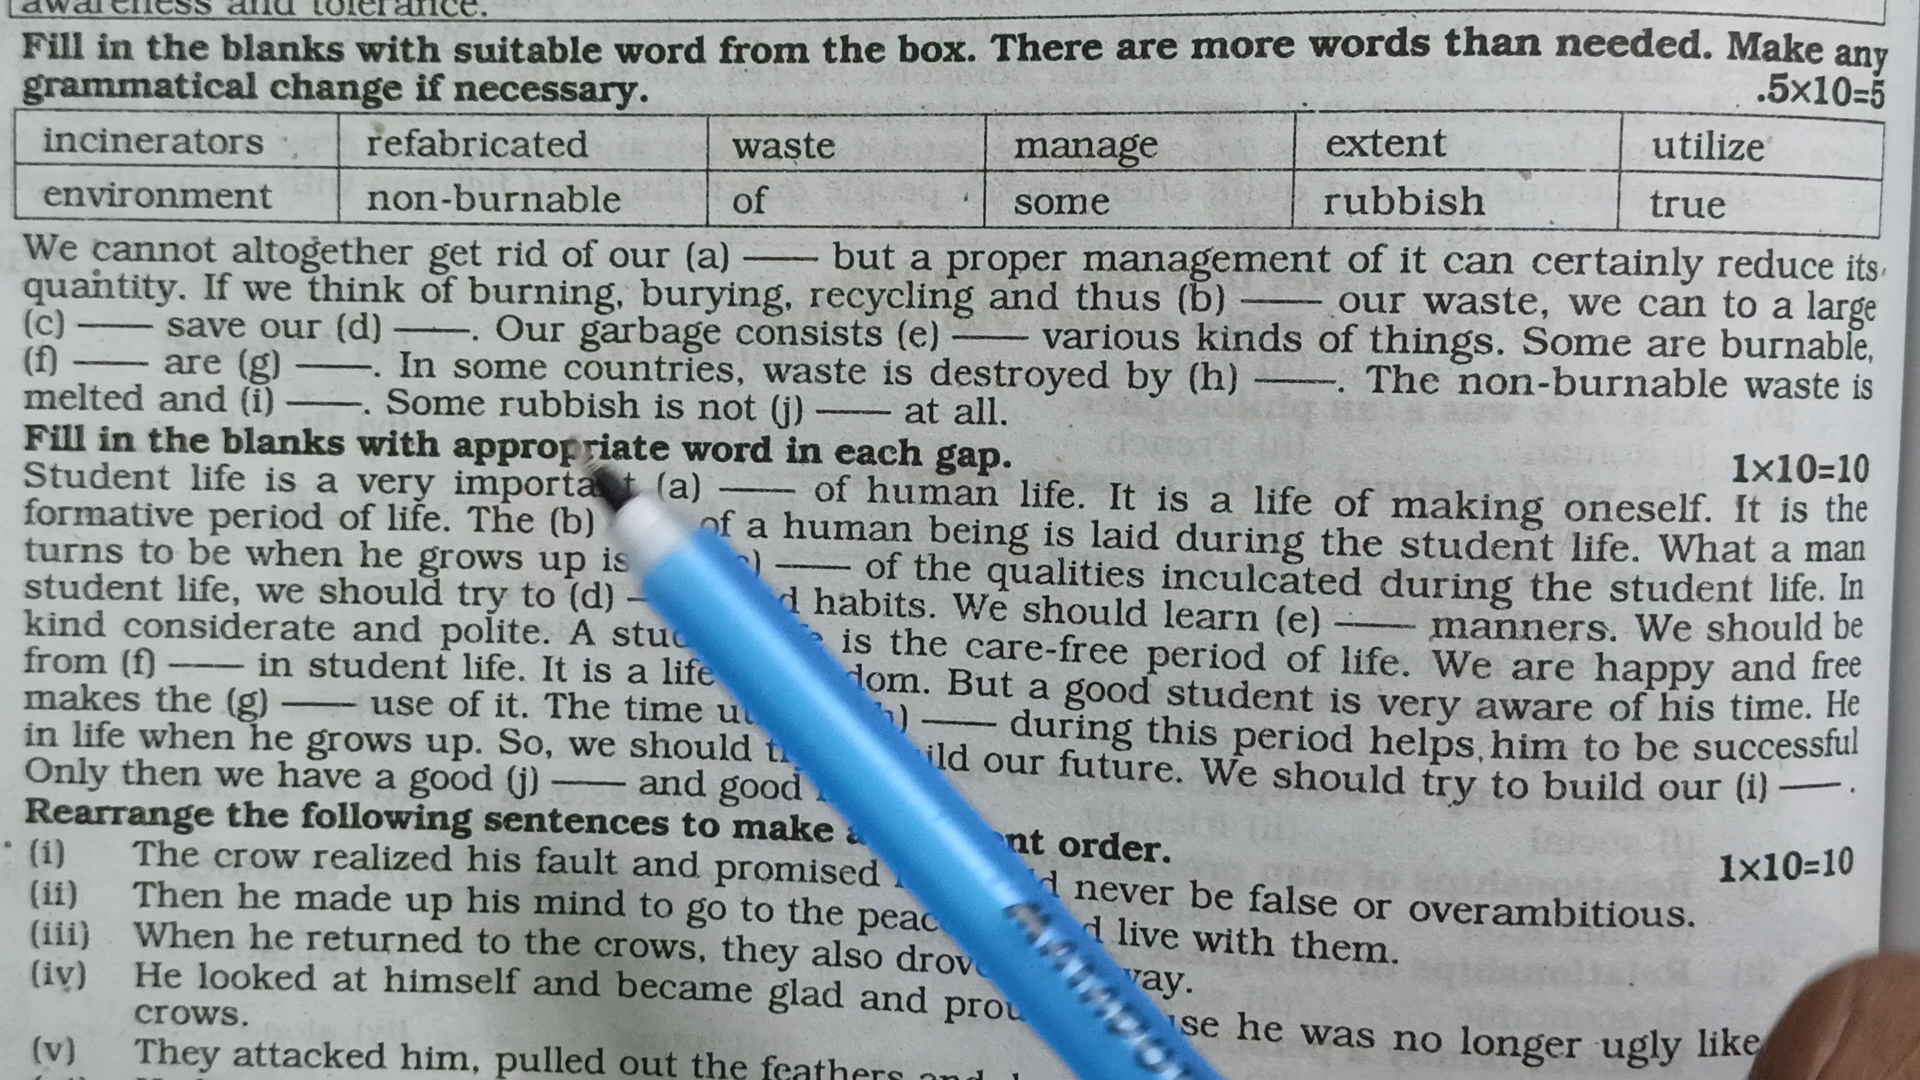 awareness and tolerance.
Fill in the blanks with suitable word from the box. There are more words than needed. Make any
grammatical change if necessary. .5×10=5
incinerators refabricated waste manage extent utilize
environment non-burnable of some rubbish true
We cannot altogether get rid of our (a) —— but a proper management of it can certainly reduce its
quantity. If we think of burning, burying, recycling and thus (b) —— our waste, we can to a large
(c) —— save our (d) ——. Our garbage consists (e) —— various kinds of things. Some are burnable,
(f) —— are (g) ——. In some countries, waste is destroyed by (h) ——. The non-burnable waste is
melted and (i) ——. Some rubbish is not (j) —— at all.
Fill in the blanks with appropriate word in each gap. 1×10=10
Student life is a very important (a) —— of human life. It is a life of making oneself. It is the
formative period of life. The (b) of a human being is laid during the student life. What a man
turns to be when he grows up is —— of the qualities inculcated during the student life. In
student life, we should try to (d) — habits. We should learn (e) —— manners. We should be
kind considerate and polite. A is the care-free period of life. We are happy and free
from (f) —— in student life. It is a life But a good student is very aware of his time. He
makes the (g) —— use of it. The time —— during this period helps him to be successful
in life when he grows up. So, we should our future. We should try to build our (i) —— .
Only then we have a good (j) —— and good
Rearrange the following sentences to make order. 1×10=10
(i) The crow realized his fault and promised never be false or overambitious.
(ii) Then he made up his mind to go to the live with them.
(iii) When he returned to the crows, they also
(iv) He looked at himself and became glad and he was no longer ugly like
crows.
(v) They attacked him, pulled out the feathers and
MATADOR